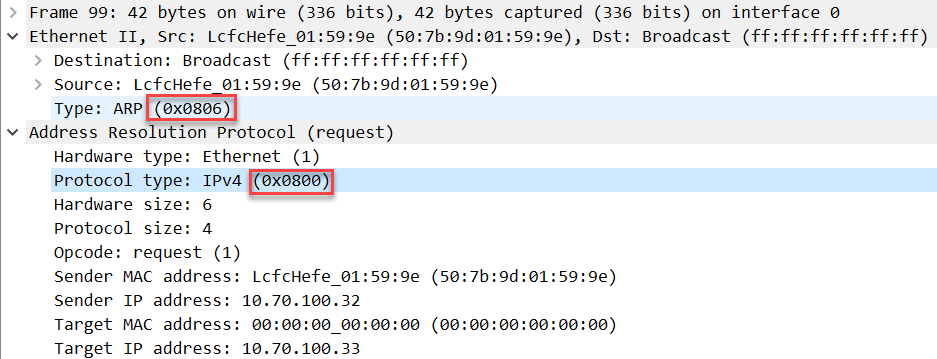 Frame 99: 42 bytes on wire (336 bits), 42 bytes captured (336 bits) on interface 0
Ethernet II, Src: LcfcHefe_01:59:9e (50:7b:9d:01:59:9e), Dst: Broadcast (ff:ff:ff:ff:ff:ff)
Destination: Broadcast (ff:ff:ff:ff:ff:ff)
Source: LcfcHefe_01:59:9e (50:7b:9d:01:59:9e)
Type: ARP (0x0806)
Address Resolution Protocol (request)
Hardware type: Ethernet (1)
Protocol type: IPv4 (0x0800)
Hardware size: 6
Protocol size: 4
Opcode: request (1)
Sender MAC address: LcfcHefe_01:59:9e (50:7b:9d:01:59:9e)
Sender IP address: 10.70.100.32
Target MAC address: 00:00:00_00:00:00 (00:00:00:00:00:00)
Target IP address: 10.70.100.33